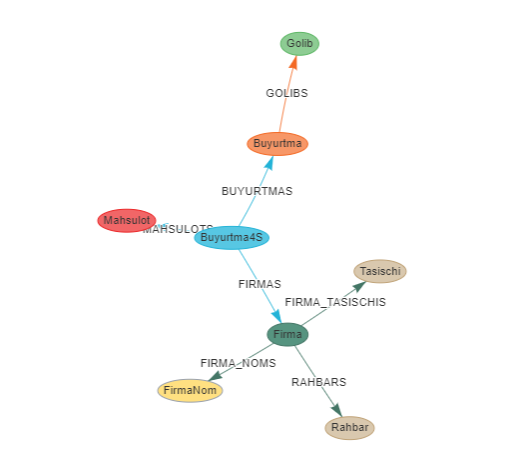 Golib
GOLIBS
Buyurtma
BUYURTMAS
Mahsulot
MAHSULOTS
Buyurtma4S
FIRMAS
Tasischi
FIRMA_TASISCHIS
Firma
FIRMA_NOMS
RAHBARS
FirmaNom
Rahbar